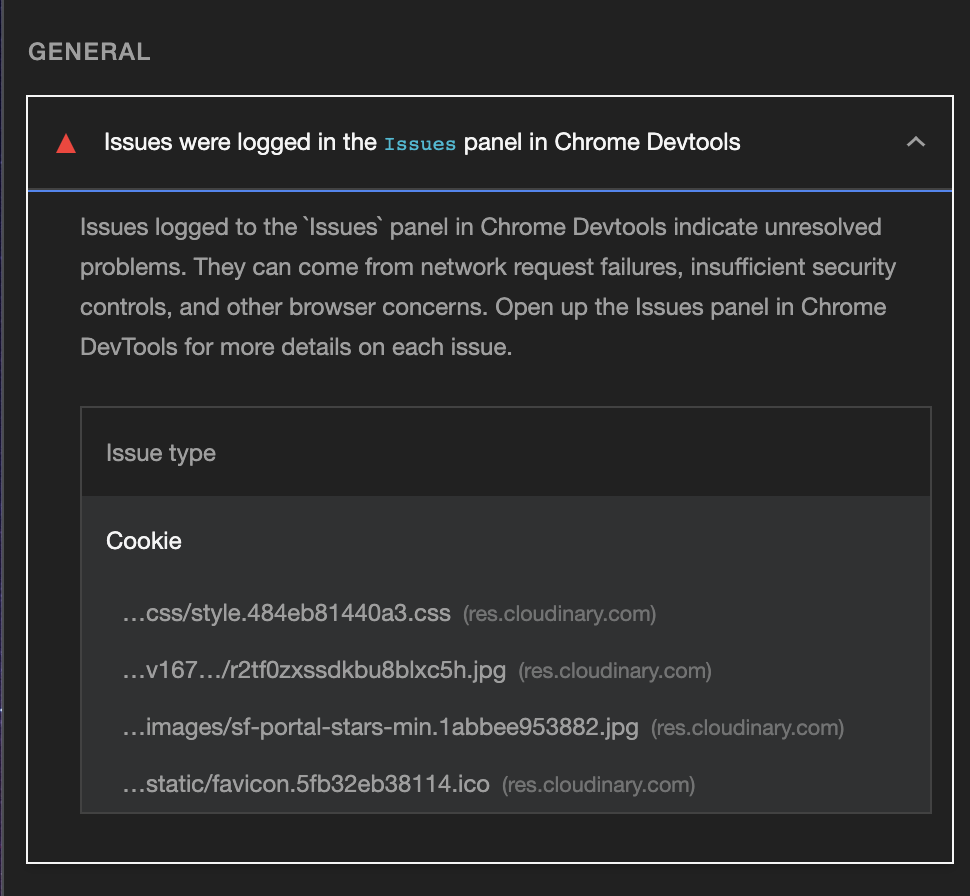 GENERAL
Issues were logged in the Issues panel in Chrome Devtools
Issues logged to the `Issues` panel in Chrome Devtools indicate unresolved
problems. They can come from network request failures, insufficient security
controls, and other browser concerns. Open up the Issues panel in Chrome
DevTools for more details on each issue.
Issue type
Cookie
…css/style.484eb81440a3.css (res.cloudinary.com)
…v167…/r2tf0zxssdkbu8blxc5h.jpg (res.cloudinary.com)
…images/sf-portal-stars-min.1abbee953882.jpg (res.cloudinary.com)
…static/favicon.5fb32eb38114.ico (res.cloudinary.com)